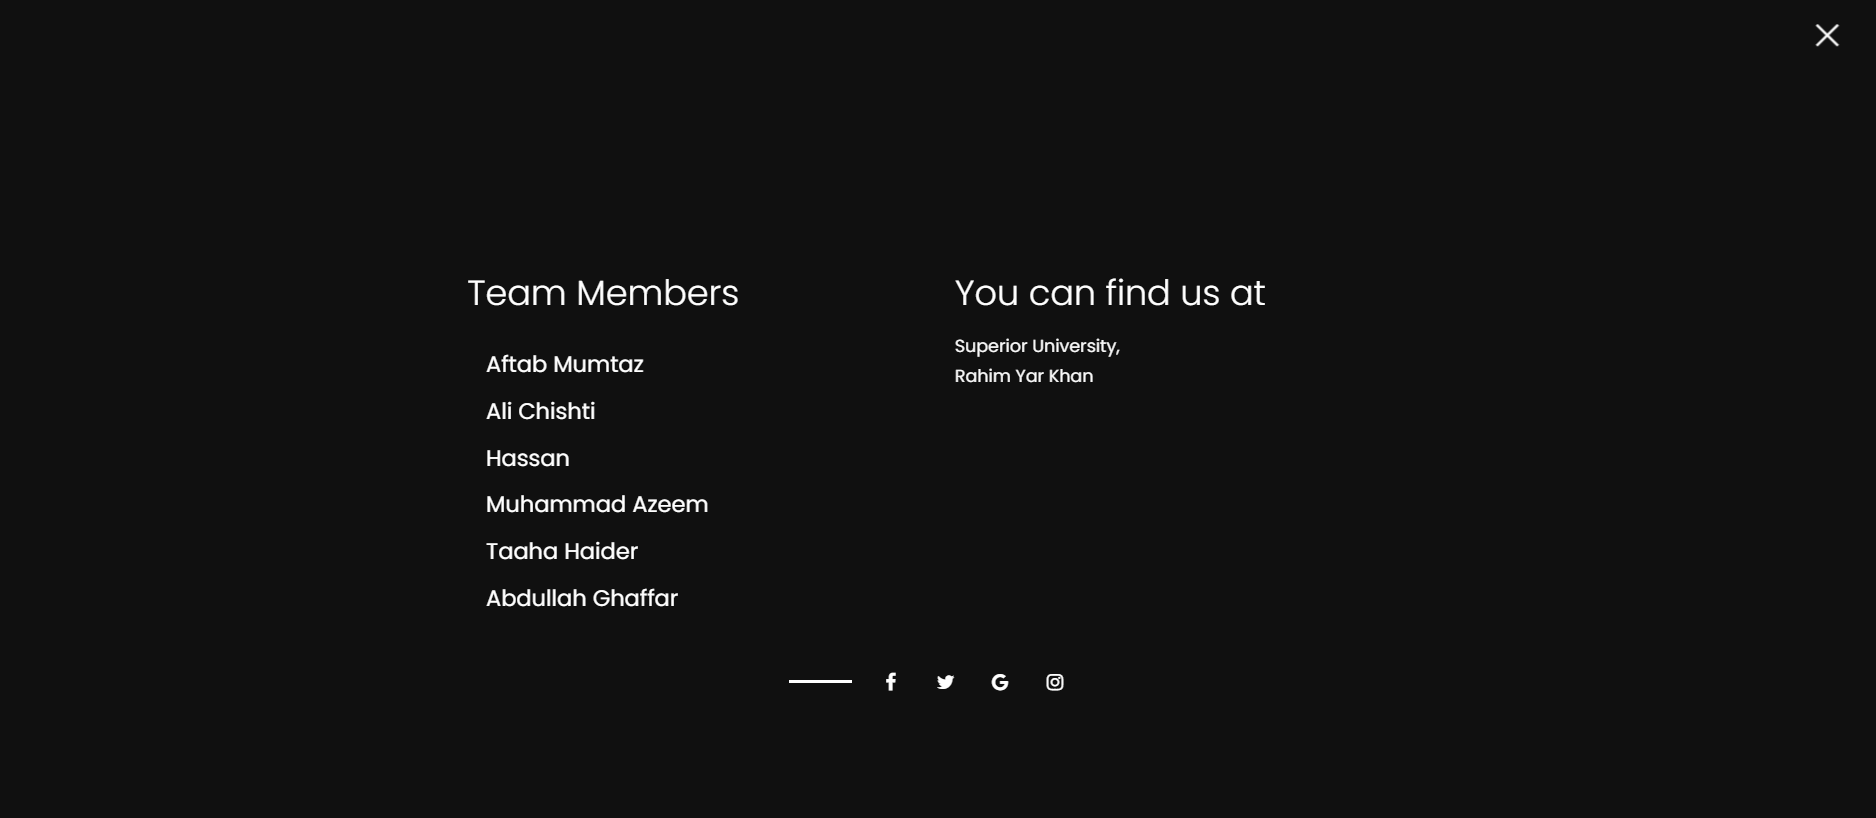 Team Members
Aftab Mumtaz
Ali Chishti
Hassan
Muhammad Azeem
Taaha Haider
Abdullah Ghaffar
You can find us at
Superior University,
Rahim Yar Khan